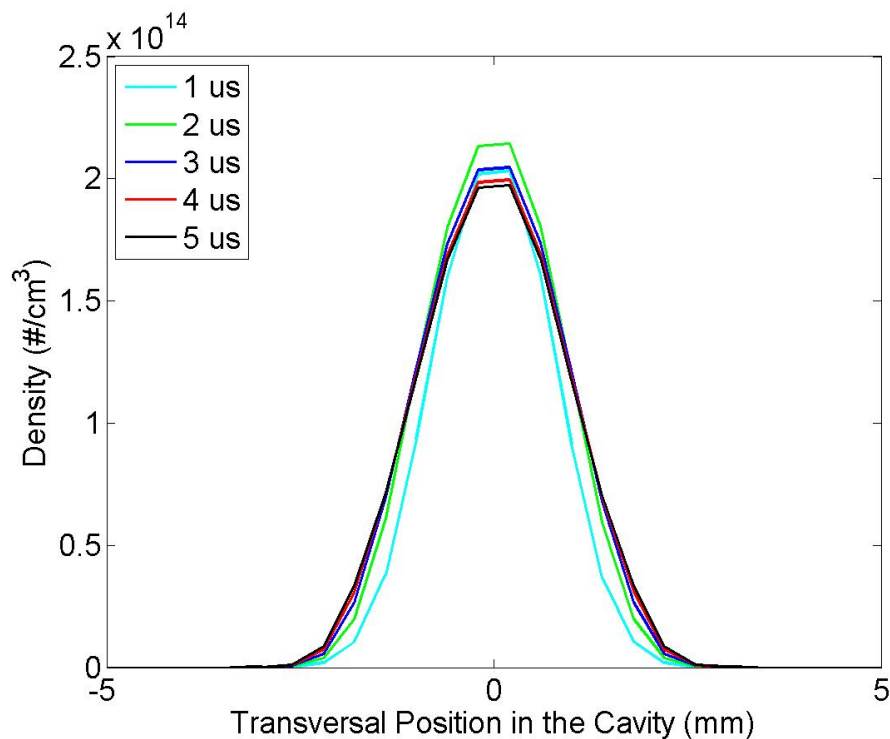 x 10^14
2.5
2
1.5
1
0.5
0
-5
0
5
1 us
2 us
3 us
4 us
5 us
Density (#/cm^3)
Transversal Position in the Cavity (mm)